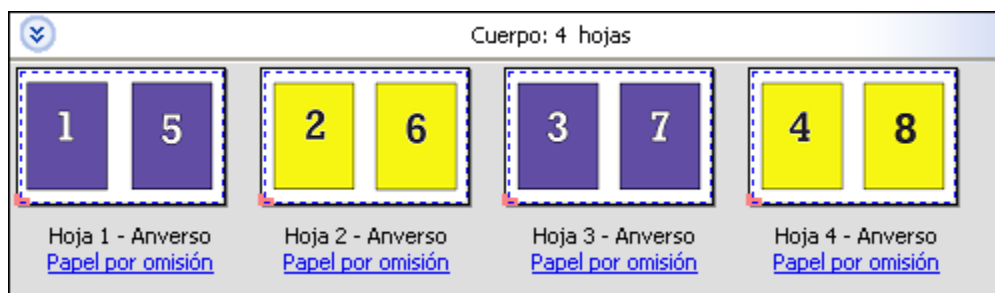 Cuerpo: 4 hojas
1 5 2 6 3 7 4 8
Hoja 1 - Anverso Hoja 2 - Anverso Hoja 3 - Anverso Hoja 4 - Anverso
Papel por omisión Papel por omisión Papel por omisión Papel por omisión